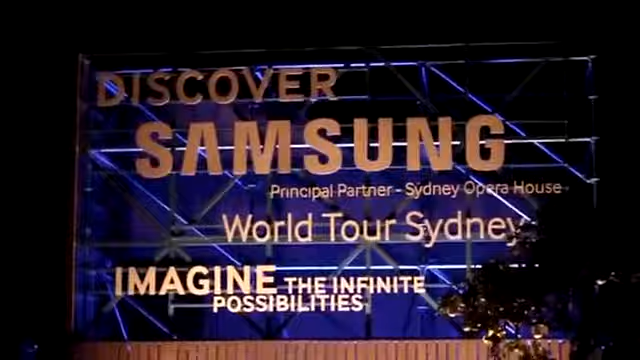 DISCOVER
SAMSUNG
Principal Partner - Sydney Opera House
World Tour Sydney
IMAGINE THE INFINITE
POSSIBILITIES